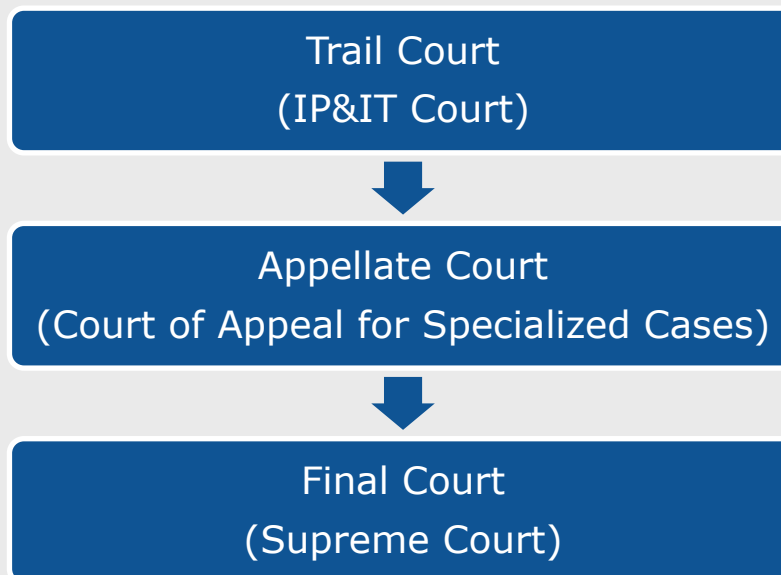 Trail Court
(IP&IT Court)
Appellate Court
(Court of Appeal for Specialized Cases)
Final Court
(Supreme Court)